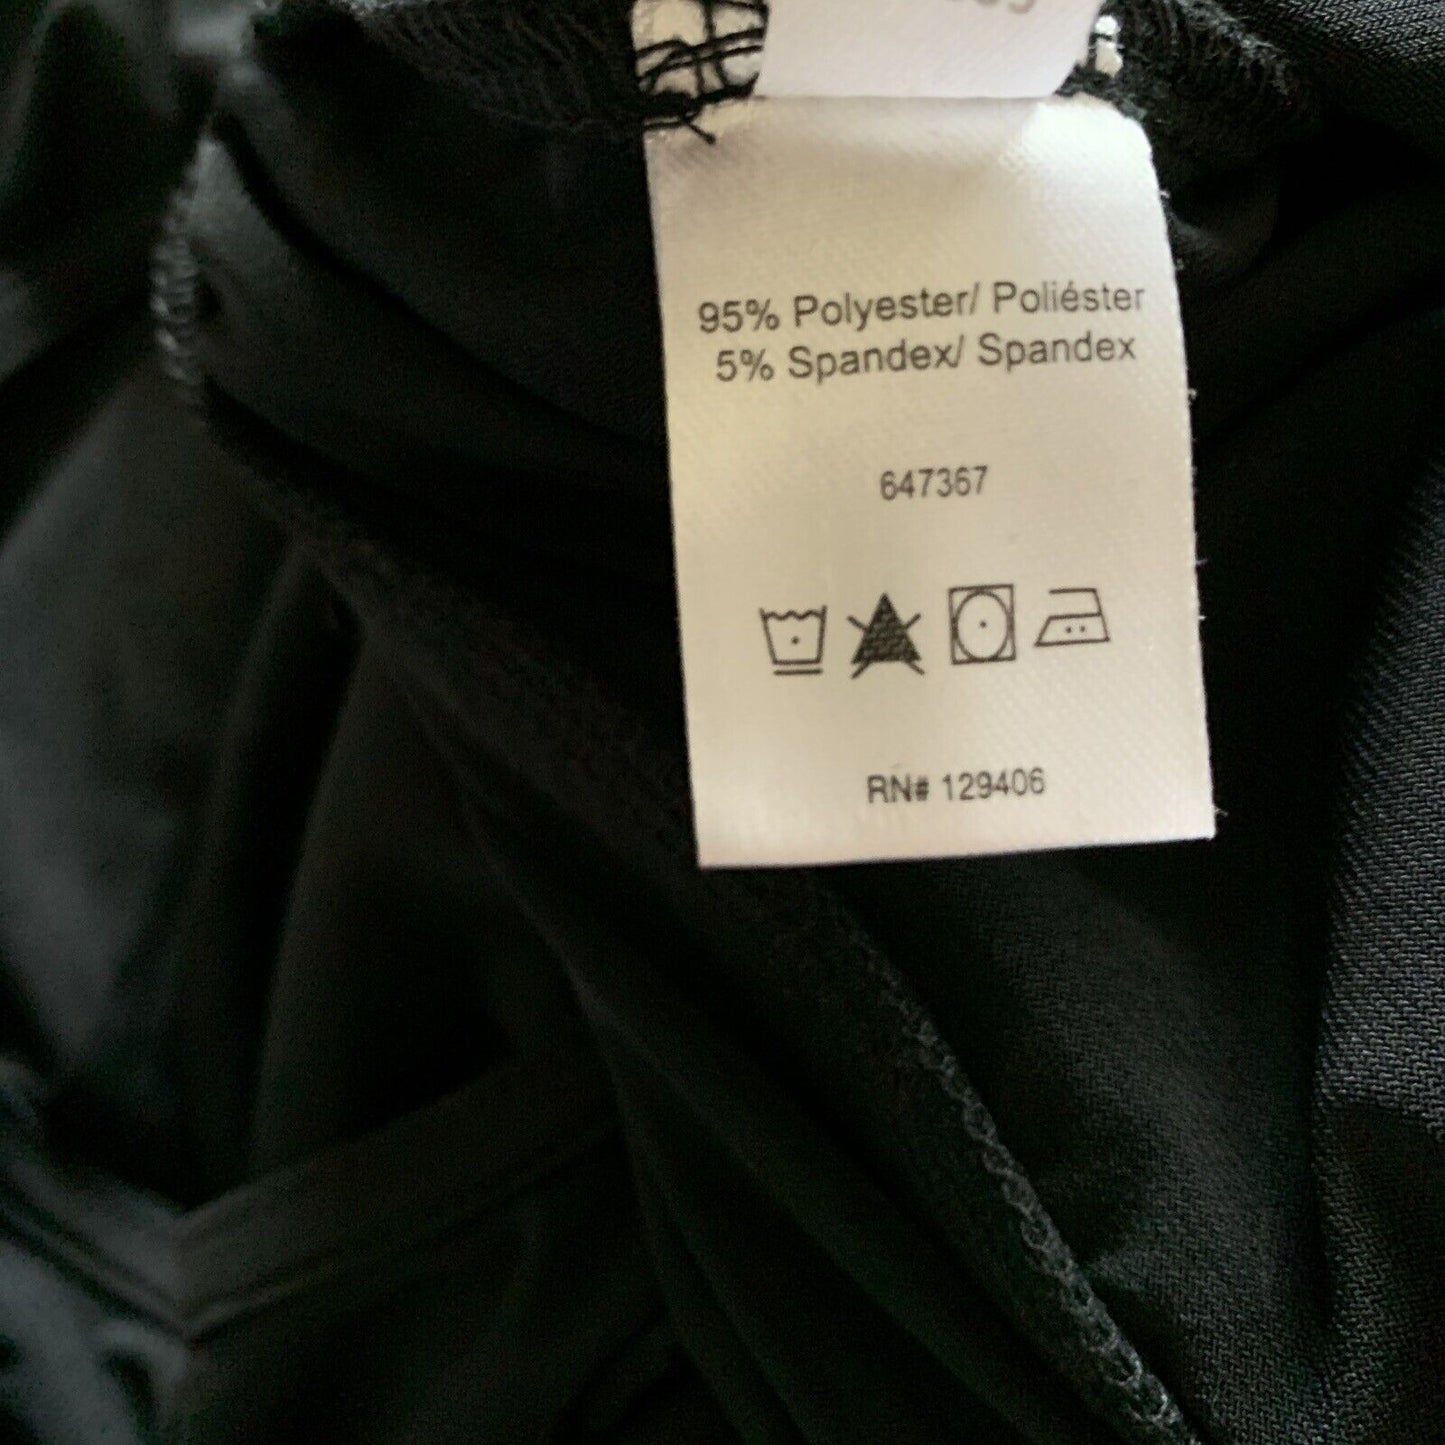 95% Polyester/ Poliéster
5% Spandex/ Spandex
647367
RN# 129406